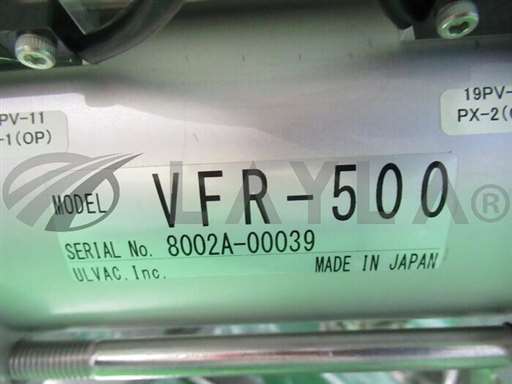 PV-11
-1(OP)
19PV-
PX-2(
LAYLA®
MODEL VFR-500
SERIAL No. 8002A-00039
ULVAC, Inc. MADE IN JAPAN